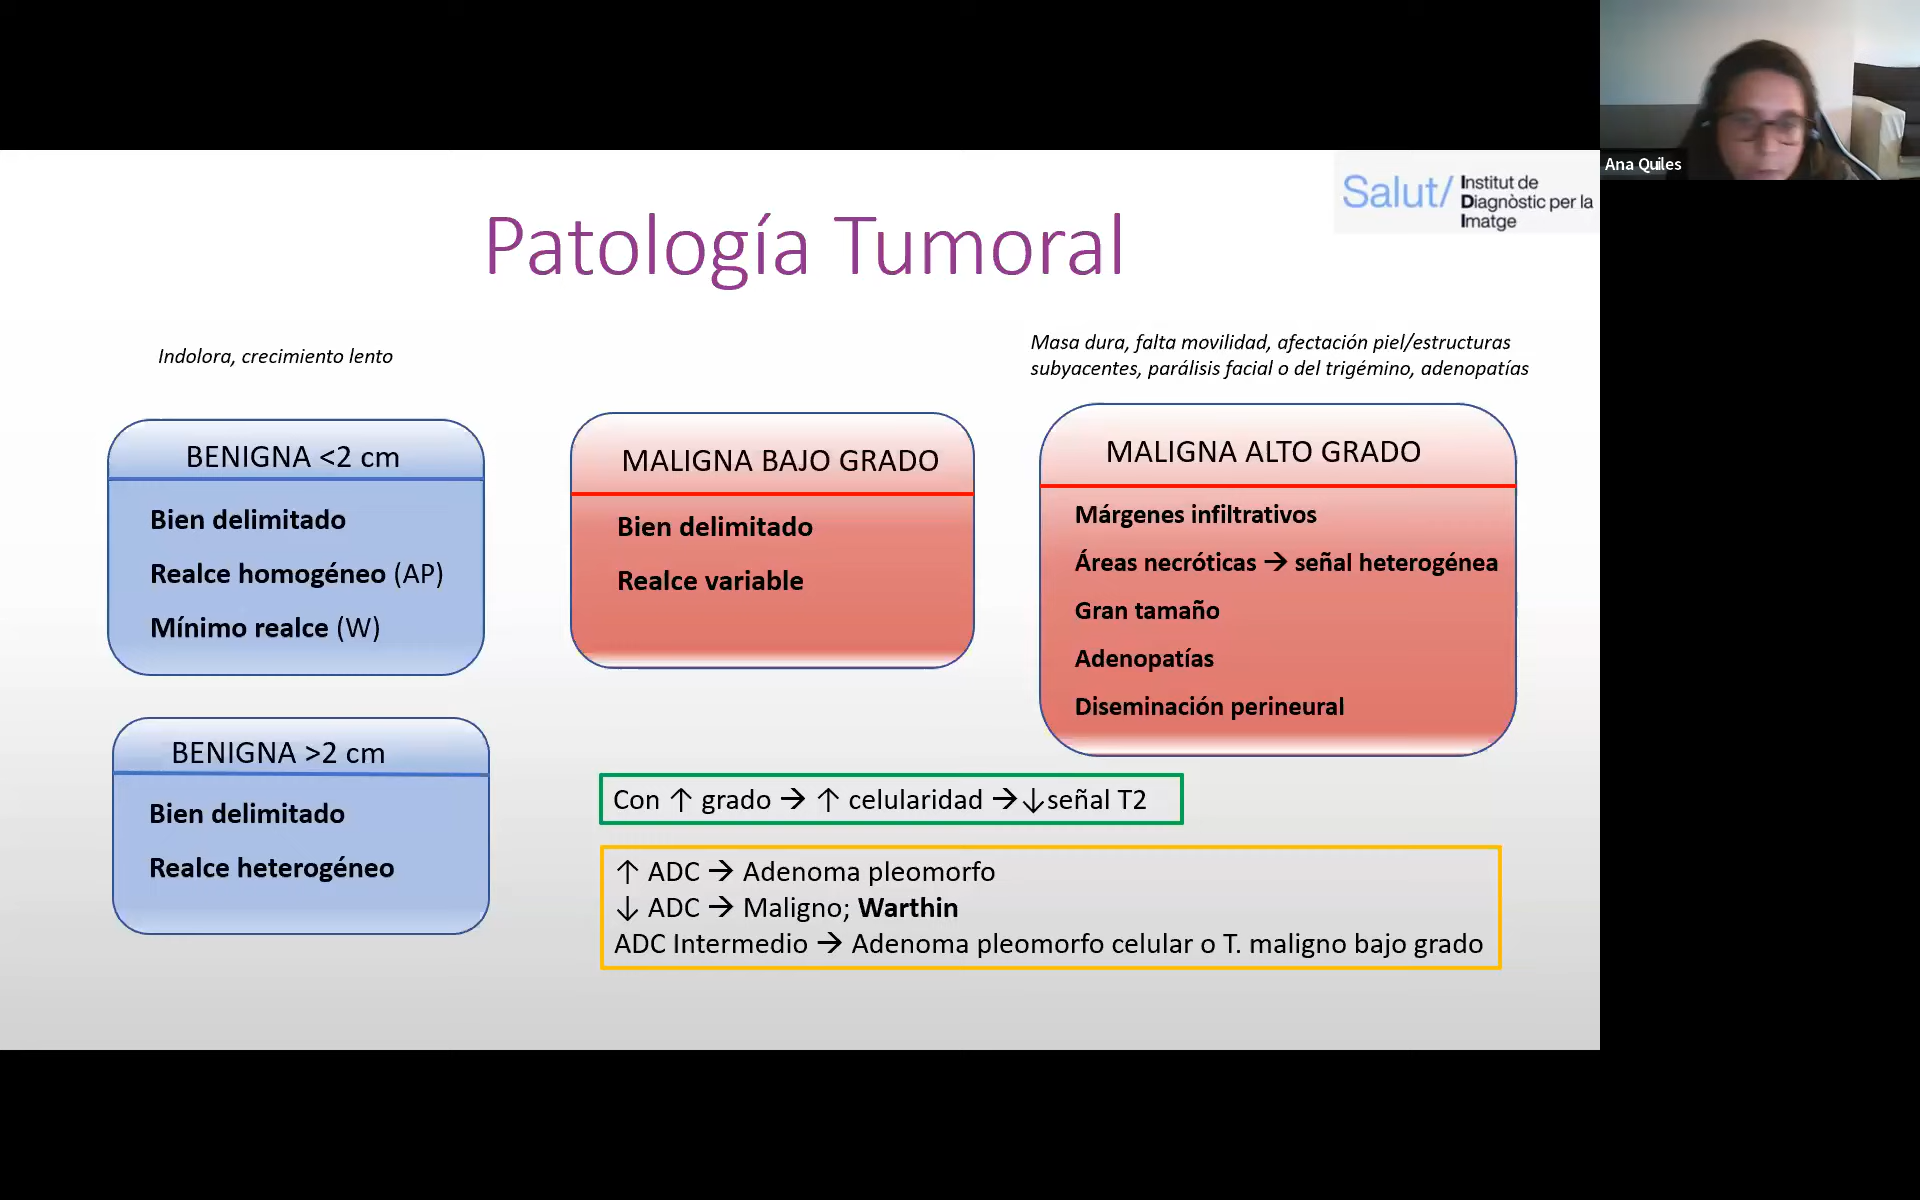 Ana Quiles
Salut/ Institut de
Diagnòstic per la
Imatge
Patología Tumoral
Indolora, crecimiento lento
Masa dura, falta movilidad, afectación piel/estructuras
subyacentes, parálisis facial o del trigémino, adenopatías
BENIGNA <2 cm
Bien delimitado
Realce homogéneo (AP)
Mínimo realce (W)
MALIGNA BAJO GRADO
Bien delimitado
Realce variable
MALIGNA ALTO GRADO
Márgenes infiltrativos
Áreas necróticas → señal heterogénea
Gran tamaño
Adenopatías
Diseminación perineural
BENIGNA >2 cm
Bien delimitado
Realce heterogéneo
Con ↑ grado → ↑ celularidad →↓señal T2
↑ ADC → Adenoma pleomorfo
↓ ADC → Maligno; Warthin
ADC Intermedio → Adenoma pleomorfo celular o T. maligno bajo grado